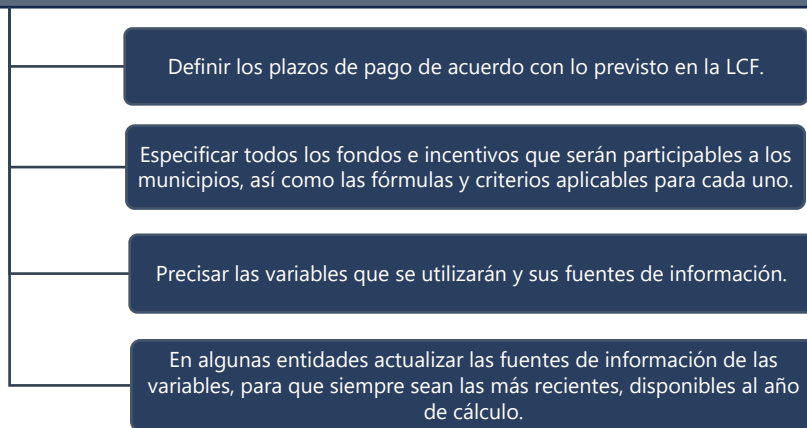 Definir los plazos de pago de acuerdo con lo previsto en la LCF.
Especificar todos los fondos e incentivos que serán participables a los
municipios, así como las fórmulas y criterios aplicables para cada uno.
Precisar las variables que se utilizarán y sus fuentes de información.
En algunas entidades actualizar las fuentes de información de las
variables, para que siempre sean las más recientes, disponibles al año
de cálculo.